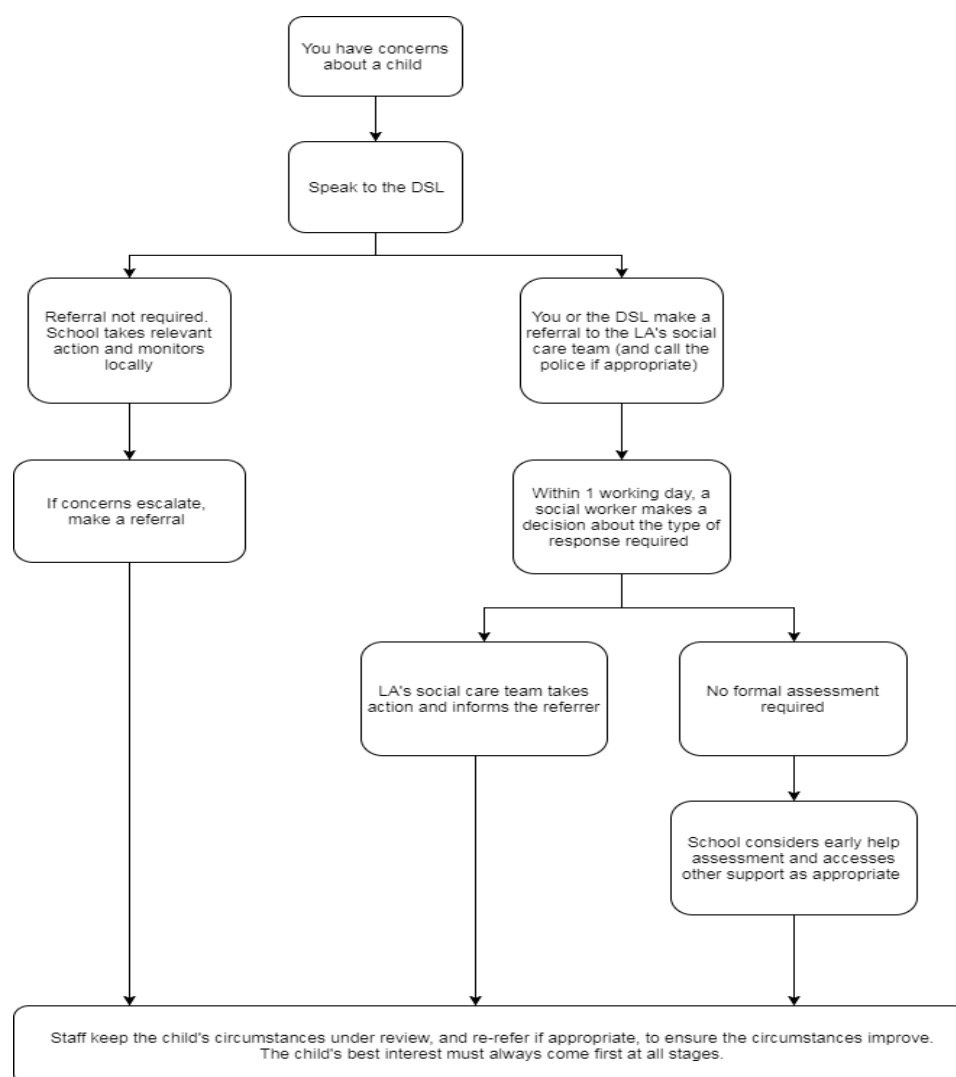 You have concerns
about a child
Speak to the DSL
Referral not required.
School takes relevant
action and monitors
locally
You or the DSL make a
referral to the LA's social
care team (and call the
police if appropriate)
If concerns escalate,
make a referral
Within 1 working day, a
social worker makes a
decision about the type of
response required
LA's social care team takes
action and informs the referrer
No formal assessment
required
School considers early help
assessment and accesses
other support as appropriate
Staff keep the child's circumstances under review, and re-refer if appropriate, to ensure the circumstances improve.
The child's best interest must always come first at all stages.